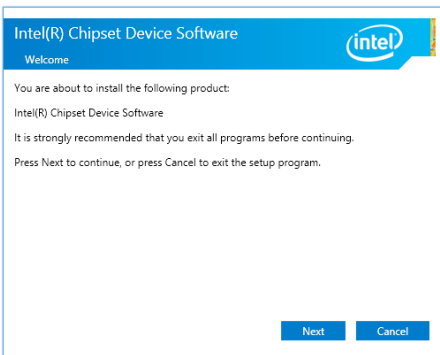 Intel(R) Chipset Device Software
intel
Welcome
You are about to install the following product:
Intel(R) Chipset Device Software
It is strongly recommended that you exit all programs before continuing.
Press Next to continue, or press Cancel to exit the setup program.
Next Cancel